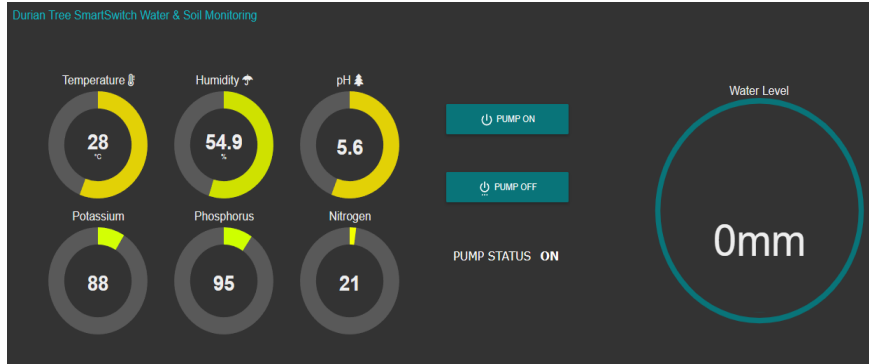 Durian Tree SmartSwitch Water & Soil Monitoring
Temperature
28
°C
Humidity
54.9
%
pH
5.6
Potassium
88
Phosphorus
95
Nitrogen
21
PUMP ON
PUMP OFF
PUMP STATUS ON
Water Level
0mm